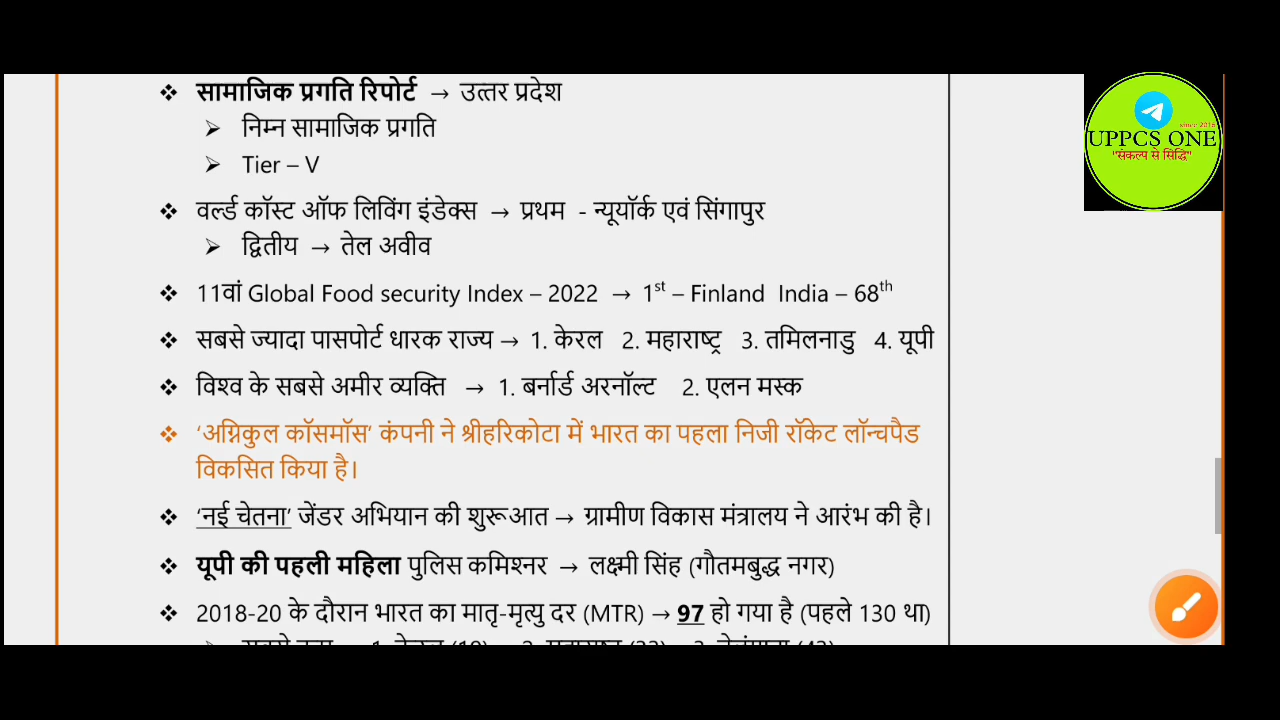 ❖ सामाजिक प्रगति रिपोर्ट → उत्तर प्रदेश
➢ निम्न सामाजिक प्रगति
➢ Tier – V
❖ वर्ल्ड कॉस्ट ऑफ लिविंग इंडेक्स → प्रथम - न्यूयॉर्क एवं सिंगापुर
➢ द्वितीय → तेल अवीव
❖ 11वां Global Food security Index – 2022 → 1st – Finland India – 68th
❖ सबसे ज्यादा पासपोर्ट धारक राज्य → 1. केरल 2. महाराष्ट्र 3. तमिलनाडु 4. यूपी
❖ विश्व के सबसे अमीर व्यक्ति → 1. बर्नार्ड अरनॉल्ट 2. एलन मस्क
❖ ‘अग्निकुल कॉसमॉस’ कंपनी ने श्रीहरिकोटा में भारत का पहला निजी रॉकेट लॉन्चपैड
विकसित किया है।
❖ ‘नई चेतना’ जेंडर अभियान की शुरूआत → ग्रामीण विकास मंत्रालय ने आरंभ की है।
❖ यूपी की पहली महिला पुलिस कमिश्नर → लक्ष्मी सिंह (गौतमबुद्ध नगर)
❖ 2018-20 के दौरान भारत का मातृ-मृत्यु दर (MTR) → 97 हो गया है (पहले 130 था)
since 2016
UPPCS ONE
"संकल्प से सिद्धि"